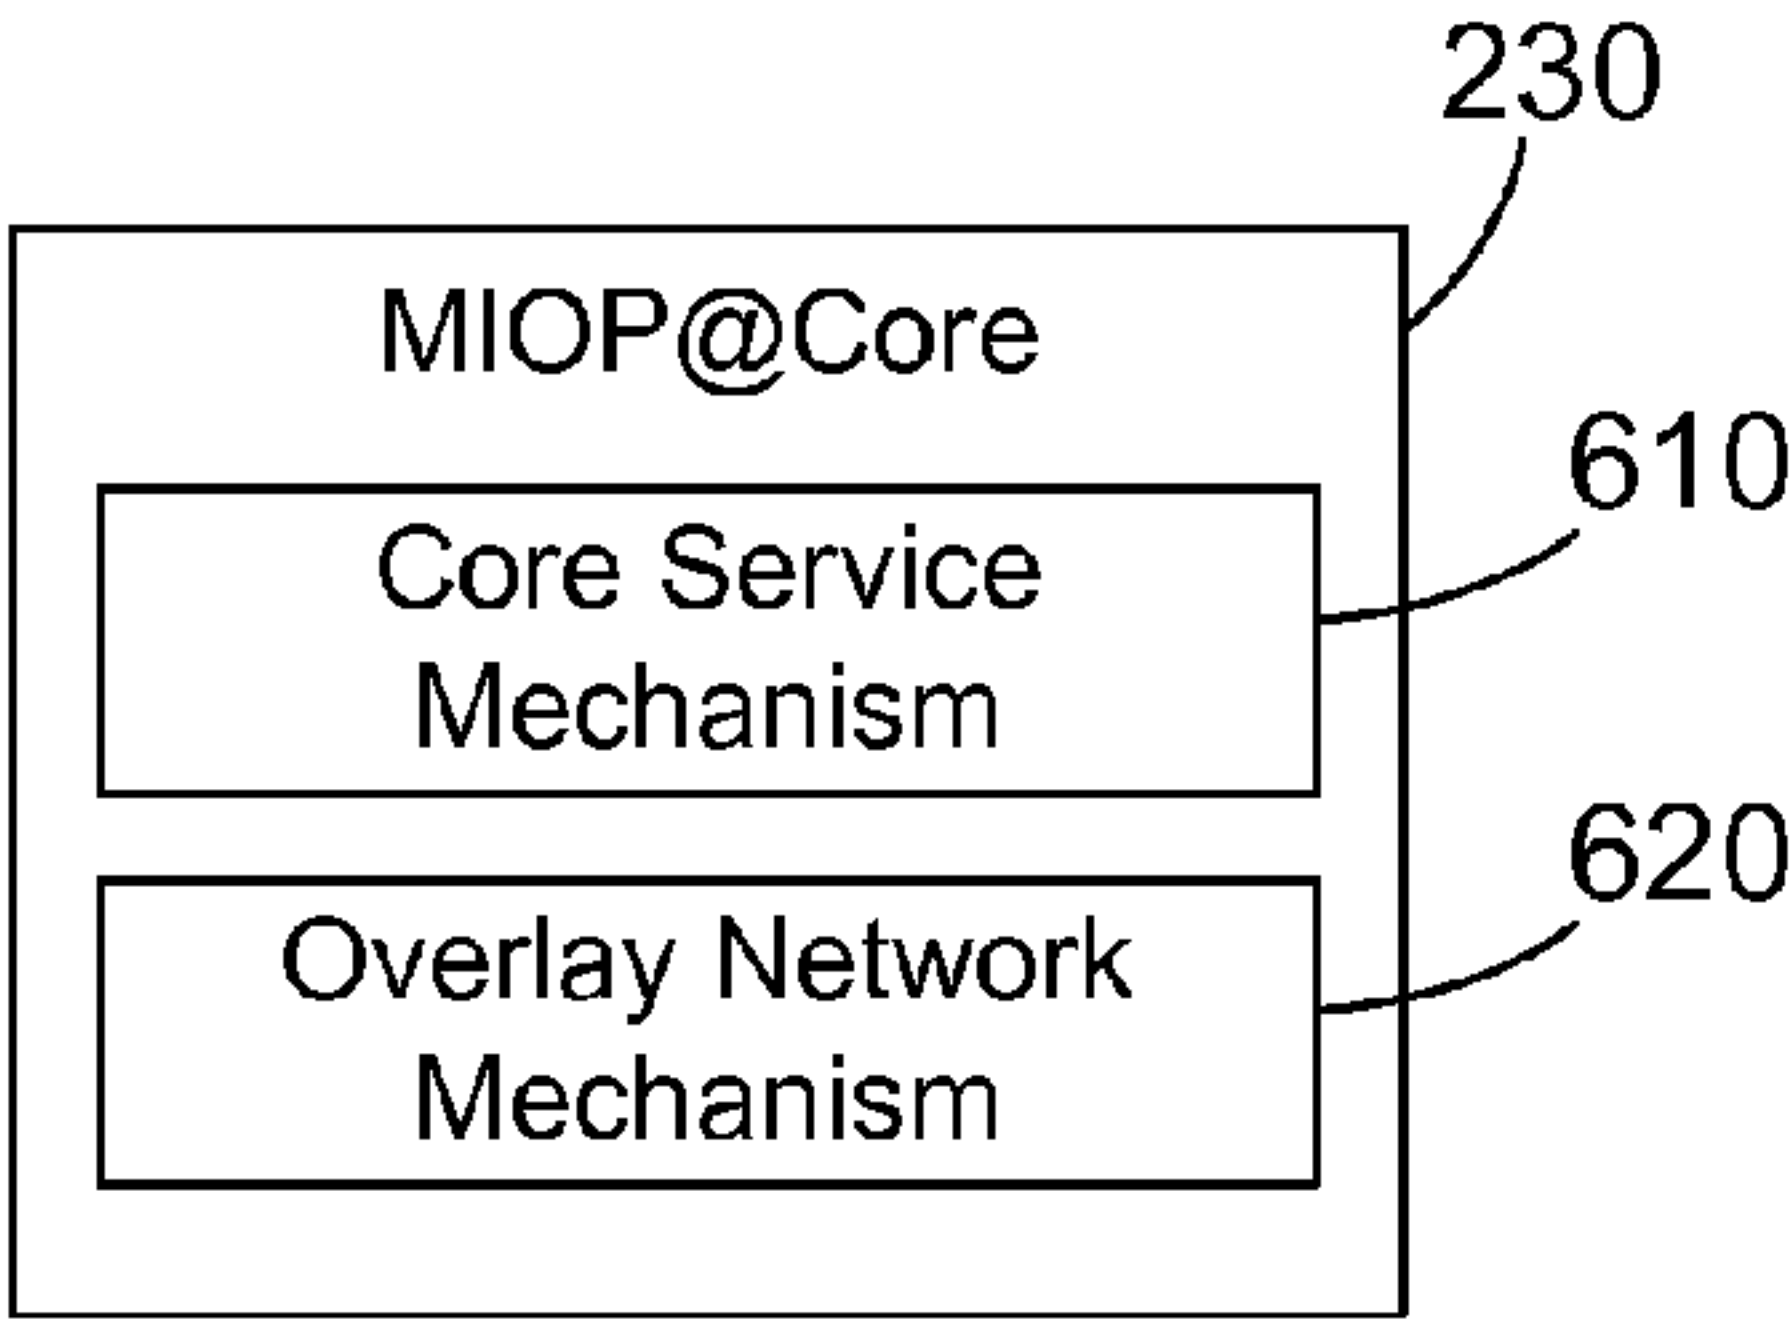 230
MIOP@Core
610
Core Service
Mechanism
620
Overlay Network
Mechanism